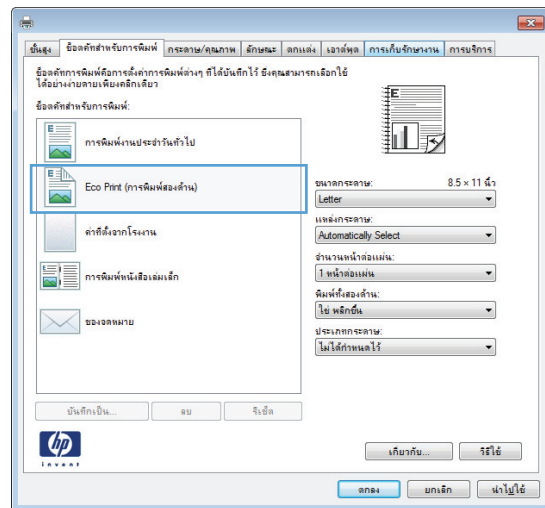 ขั้นสูง ช็อตคัทสำหรับการพิมพ์ กระดาษ/คุณภาพ ลักษณะ ตกแต่ง เอาต์พุต การเก็บรักษางาน การบริการ
ช็อตคัทการพิมพ์คือการตั้งค่าการพิมพ์ต่างๆ ที่ได้บันทึกไว้ ซึ่งคุณสามารถเลือกใช้
ได้อย่างง่ายดายเพียงคลิกเดียว
ช็อตคัทสำหรับการพิมพ์:
การพิมพ์งานประจำวันทั่วไป
Eco Print (การพิมพ์สองด้าน)
ค่าที่ตั้งจากโรงงาน
การพิมพ์หนังสือเล่มเล็ก
ซองจดหมาย
บันทึกเป็น... ลบ รีเซ็ต
ขนาดกระดาษ: 8.5 × 11 นิ้ว
Letter
แหล่งกระดาษ:
Automatically Select
จำนวนหน้าต่อแผ่น:
1 หน้าต่อแผ่น
พิมพ์ทั้งสองด้าน:
ใช่ พลิกขึ้น
ประเภทกระดาษ:
ไม่ได้กำหนดไว้
hp
invent
เกี่ยวกับ... วิธีใช้
ตกลง ยกเลิก นำไปใช้